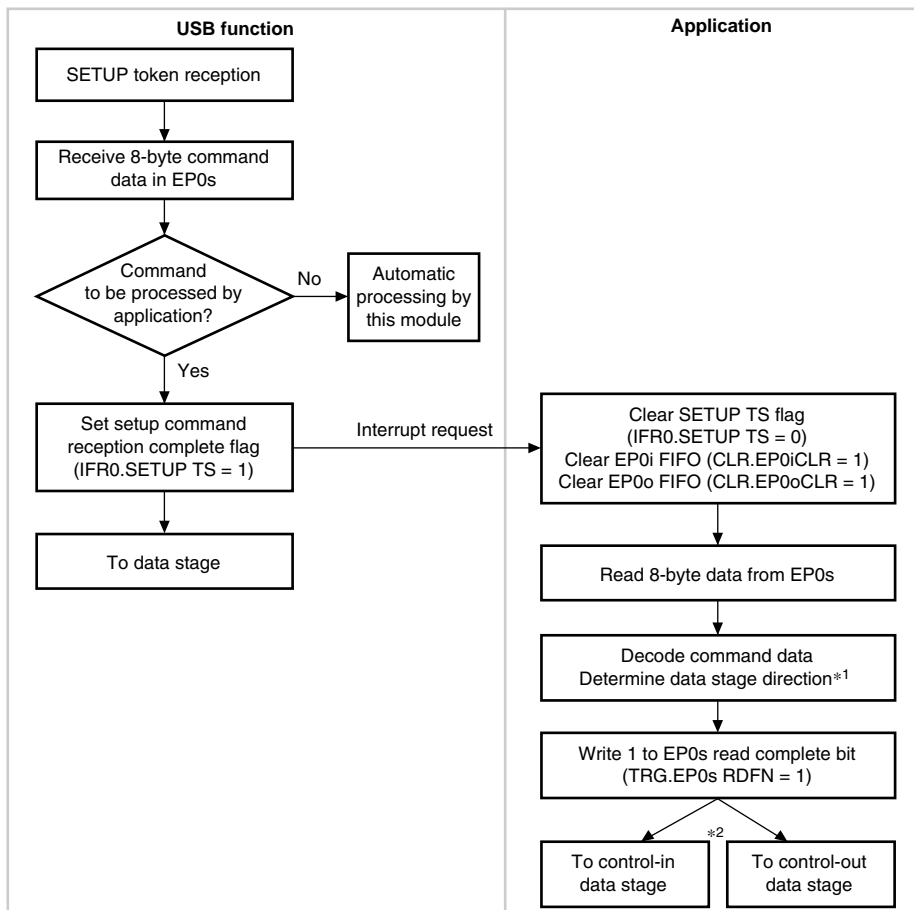 USB function
Application
SETUP token reception
Receive 8-byte command
data in EP0s
Command
to be processed by
application?
No
Automatic
processing by
this module
Yes
Set setup command
reception complete flag
(IFR0.SETUP TS = 1)
Interrupt request
To data stage
Clear SETUP TS flag
(IFR0.SETUP TS = 0)
Clear EP0i FIFO (CLR.EP0iCLR = 1)
Clear EP0o FIFO (CLR.EP0oCLR = 1)
Read 8-byte data from EP0s
Decode command data
Determine data stage direction*1
Write 1 to EP0s read complete bit
(TRG.EP0s RDFN = 1)
*2
To control-in
data stage
To control-out
data stage